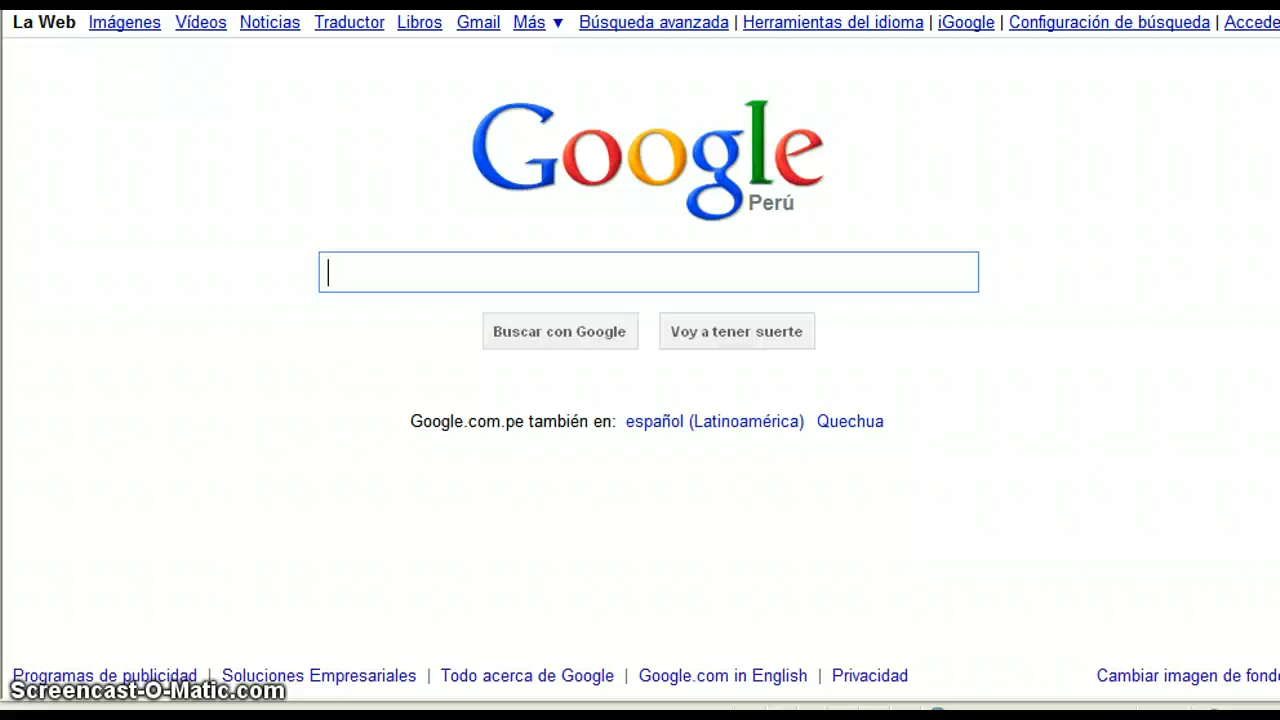 La Web Imágenes Vídeos Noticias Traductor Libros Gmail Más ▼ Búsqueda avanzada | Herramientas del idioma | iGoogle | Configuración de búsqueda | Accede
Google
Perú
Buscar con Google Voy a tener suerte
Google.com.pe también en: español (Latinoamérica) Quechua
Programas de publicidad | Soluciones Empresariales | Todo acerca de Google | Google.com in English | Privacidad Cambiar imagen de fondo
Screencast-O-Matic.com